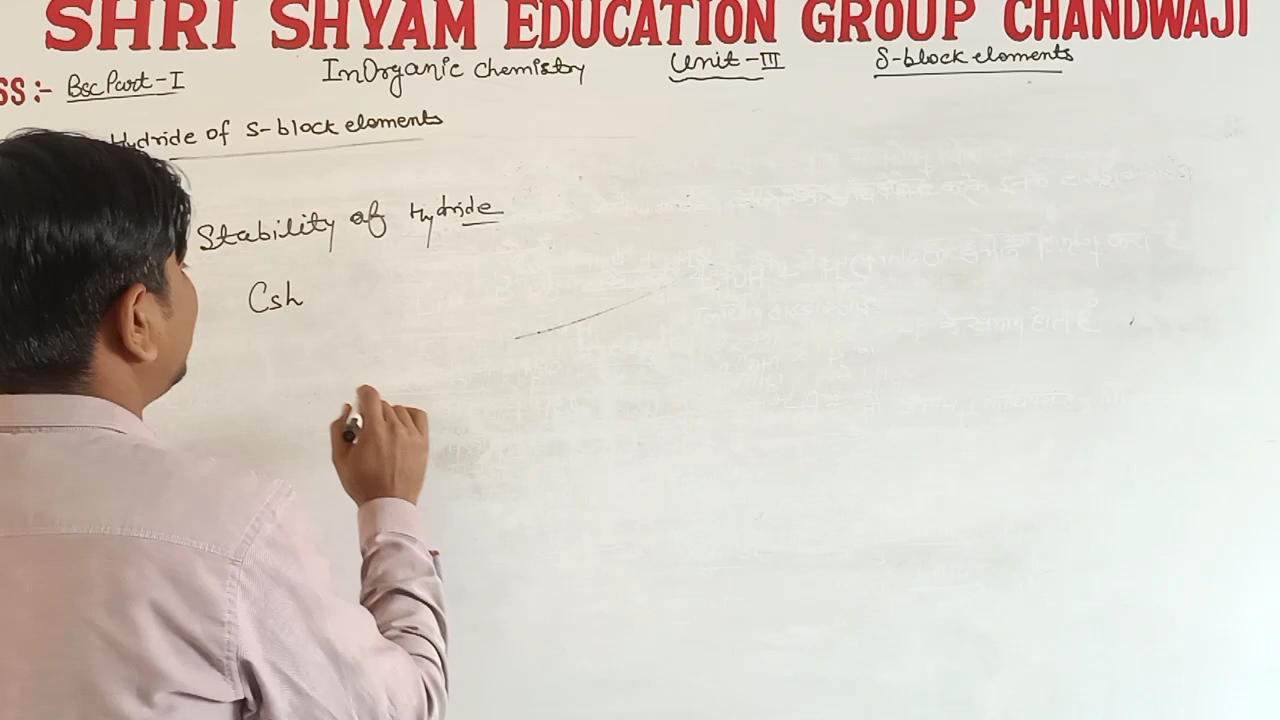 SHRI SHYAM EDUCATION GROUP CHANDWAJI
SS:- Bsc Part-I InOrganic chemistry Unit-III S-block elements
Hydride of S-block elements
Stability of Hydride
Csh